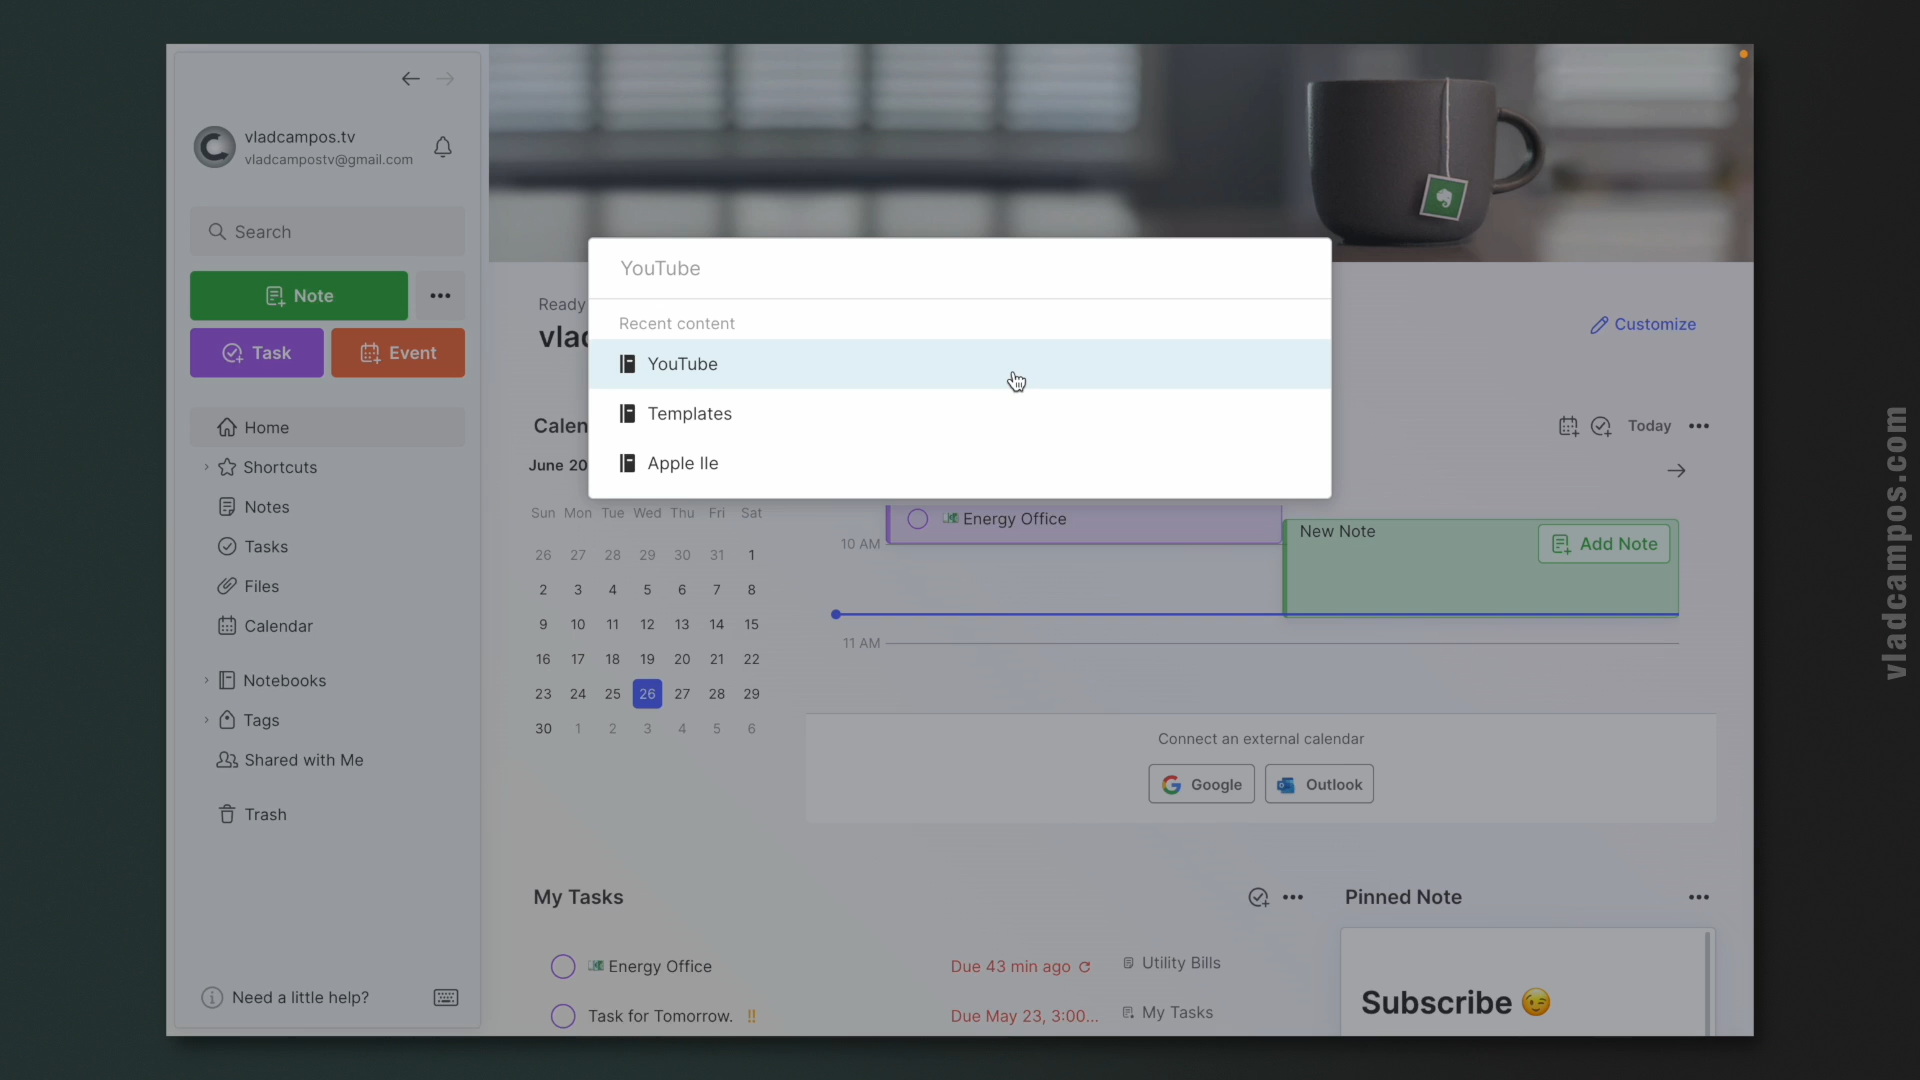 vladcampos.tv
vladcampostv@gmail.com
Search
Note
Task
Event
Home
Shortcuts
Notes
Tasks
Files
Calendar
Notebooks
Tags
Shared with Me
Trash
Need a little help?
YouTube
Recent content
YouTube
Templates
Apple IIe
Ready
vlad
Customize
Calen
Today
June 20
Sun Mon Tue Wed Thu Fri Sat
26 27 28 29 30 31 1
2 3 4 5 6 7 8
9 10 11 12 13 14 15
16 17 18 19 20 21 22
23 24 25 26 27 28 29
30 1 2 3 4 5 6
Energy Office
10 AM
New Note
Add Note
11 AM
Connect an external calendar
Google
Outlook
My Tasks
Energy Office
Due 43 min ago
Utility Bills
Task for Tomorrow. !!
Due May 23, 3:00...
My Tasks
Pinned Note
Subscribe 😉
vladcampos.com